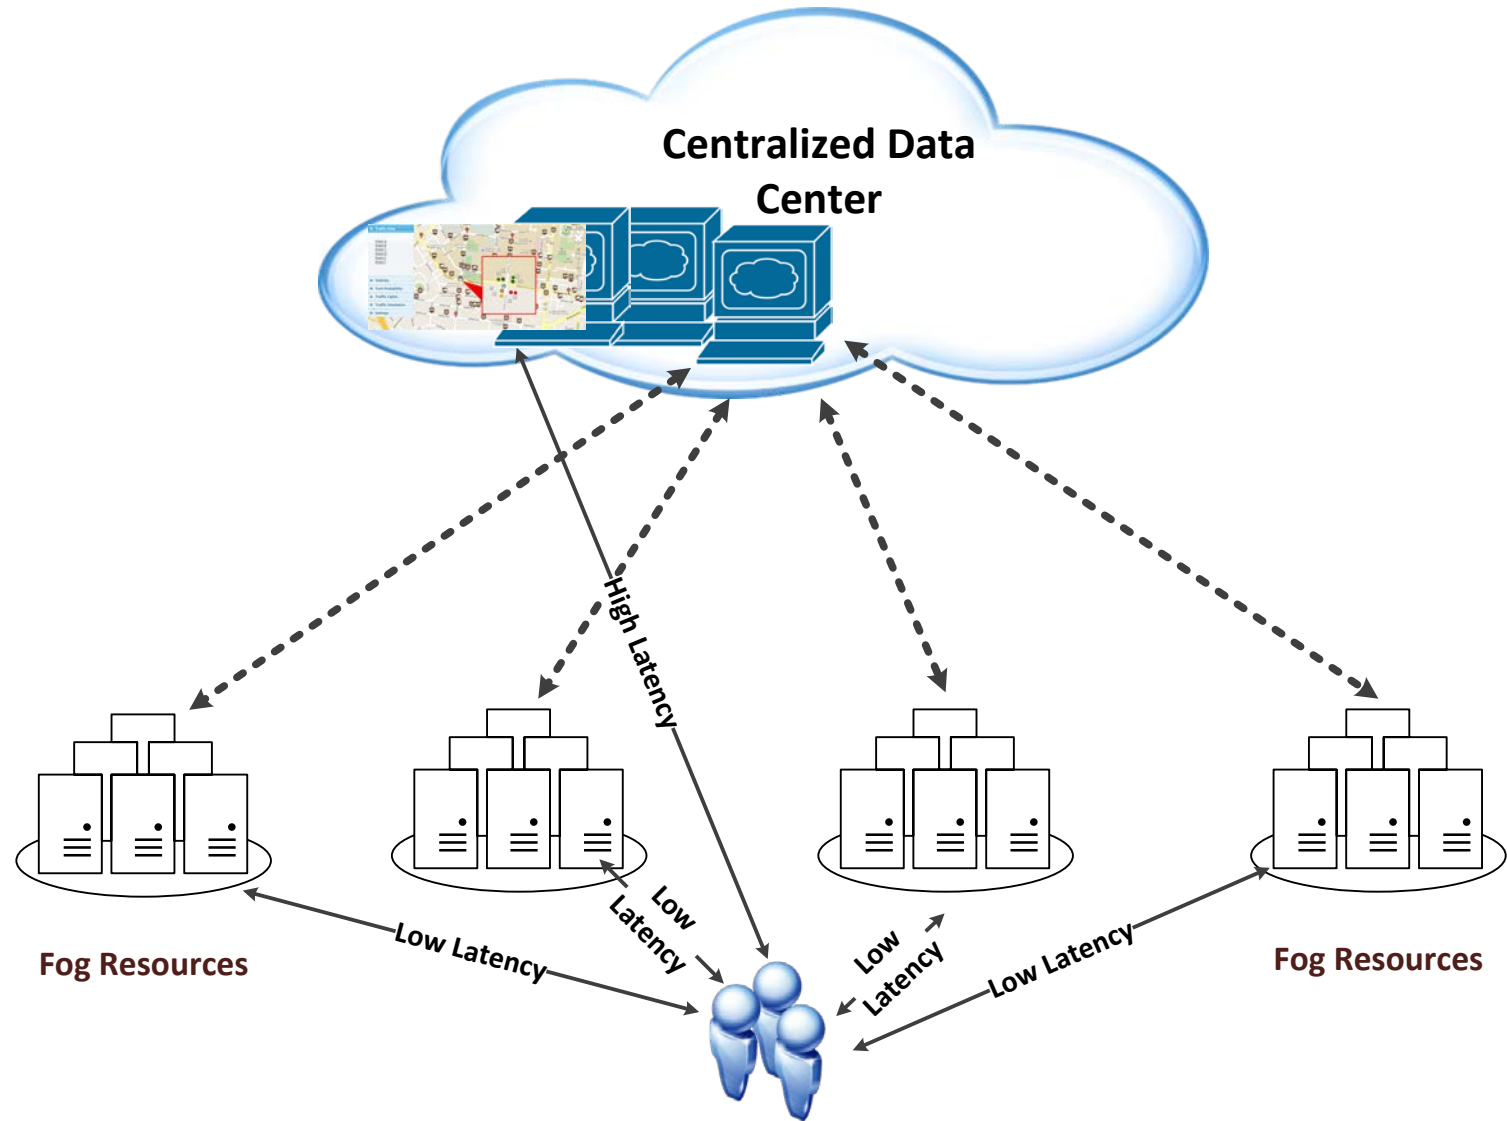 Centralized Data
Center
High Latency
Low Latency
Low
Latency
Low
Latency
Low Latency
Fog Resources
Fog Resources